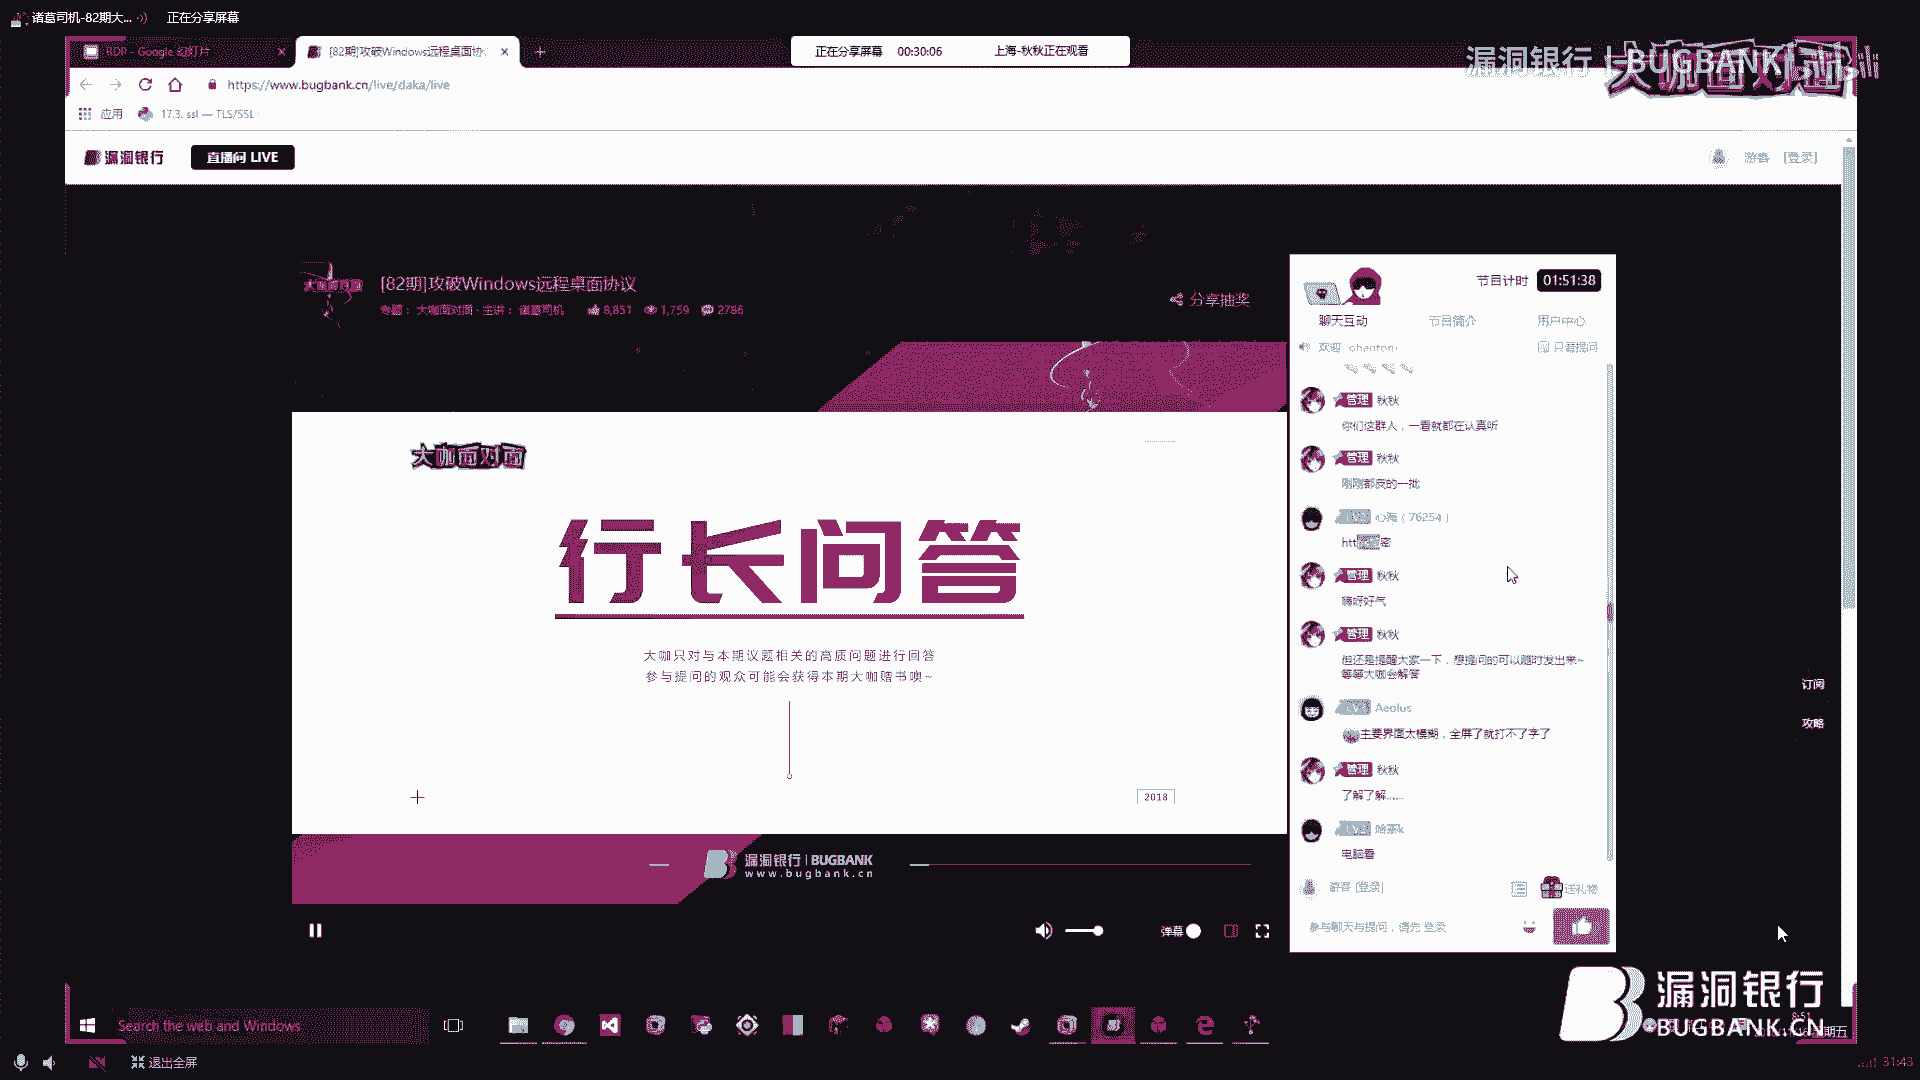 诸葛司机-82期大... 正在分享屏幕
RDP - Google 幻灯片
[82期]攻破Windows远程桌面协
正在分享屏幕 00:30:06 上海-秋秋正在观看
漏洞银行 | BUGBANK
大咖面对面
https://www.bugbank.cn/live/daka/live
应用 17.3. ssl — TLS/SSL
漏洞银行 直播间 LIVE
游客 [登录]
大咖面对面
[82期]攻破Windows远程桌面协议
专题： 大咖面对面 - 主讲： 诸葛司机 8,851 1,759 2786
分享抽奖
节目计时 01:51:38
聊天互动 节目简介 用户中心
欢迎 只看提问
管理 秋秋
你们这群人，一看就都在认真听
管理 秋秋
刚刚都皮的一批
心海 ( 76254 )
管理 秋秋
嗨呀好气
管理 秋秋
但还是提醒大家一下，想提问的可以随时发出来~
等等大咖会解答
Aeolus
主要界面太模糊，全屏了就打不了字了
管理 秋秋
了解了解......
LV2
电脑看
游客 [登录] 送礼物
参与聊天与提问，请先 登录
大咖面对面
行长问答
大咖只对与本期议题相关的高质问题进行回答
参与提问的观众可能会获得本期大咖赠书噢~
2018
漏洞银行 | BUGBANK
www.bugbank.cn
弹幕
订阅
攻略
漏洞银行
BUGBANK.CN
Search the web and Windows
8:51
退出全屏
31:43